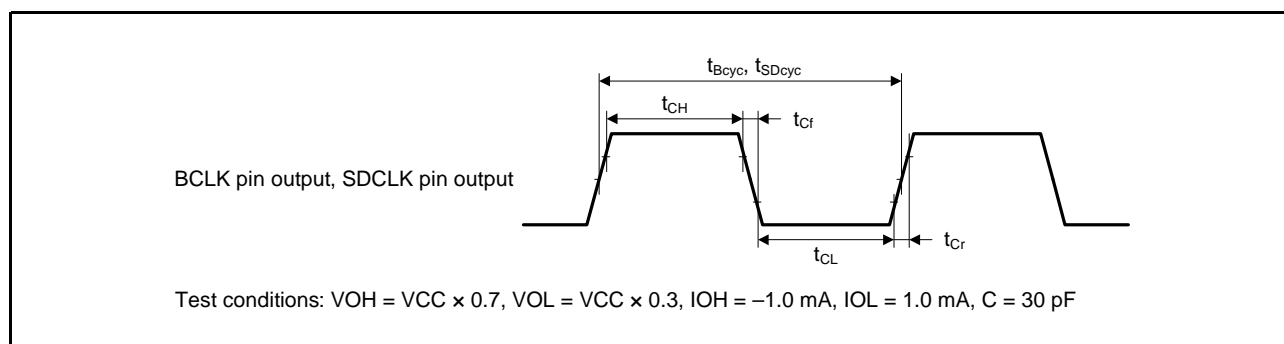 tBcyc, tSDcyc
tCH
tCf
BCLK pin output, SDCLK pin output
tCL
tCr
Test conditions: VOH = VCC × 0.7, VOL = VCC × 0.3, IOH = –1.0 mA, IOL = 1.0 mA, C = 30 pF